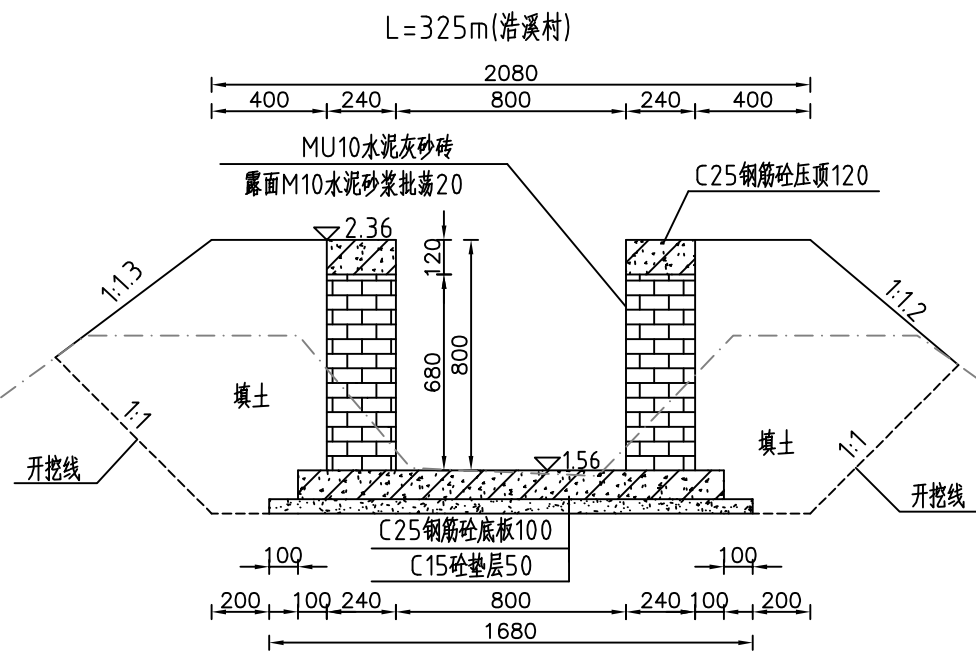 L=325m(浩溪村)
2080
400 240 800 240 400
MU10水泥灰砂砖
露面M10水泥砂浆批荡20
C25钢筋砼压顶120
2.36
120
1:1.3
1:1.2
680
800
填土
填土
1:1
1:1
开挖线
开挖线
1.56
C25钢筋砼底板100
C15砼垫层50
100
100
200 100 240 800 240 100 200
1680